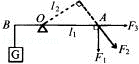 l₂
B O A F₃
l₁
G F₁ F₂